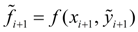 f̃ᵢ₊₁ = f(xᵢ₊₁, ỹᵢ₊₁)